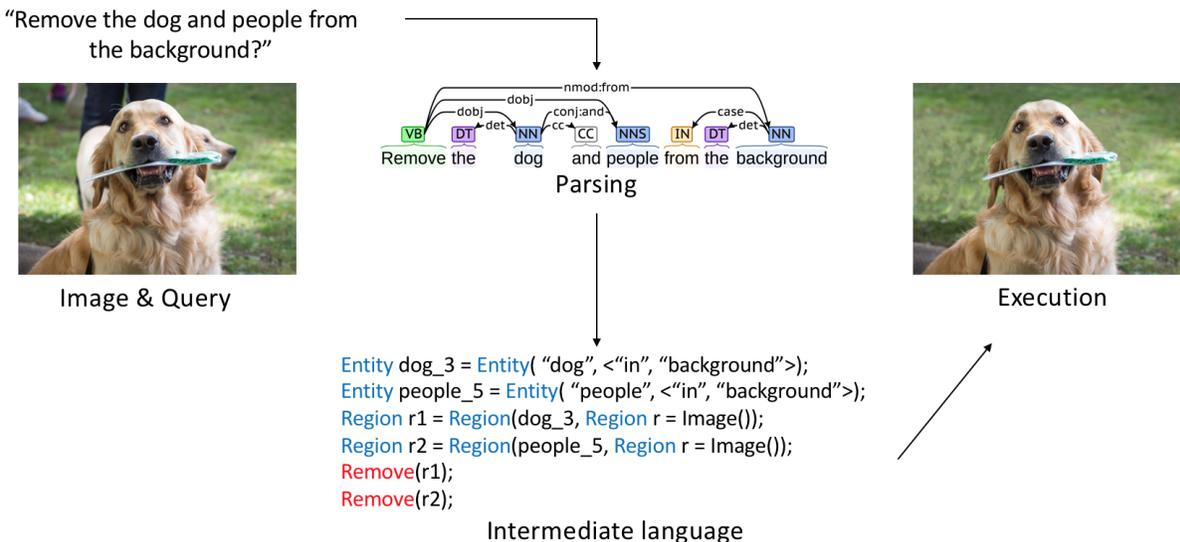 “Remove the dog and people from
the background?”
nmod:from
dobj
dobj
conj:and
case
det
cc
det
VB DT NN CC NNS IN DT NN
Remove the dog and people from the background
Parsing
Image & Query
Execution
Entity dog_3 = Entity( “dog”, <“in”, “background”>);
Entity people_5 = Entity( “people”, <“in”, “background”>);
Region r1 = Region(dog_3, Region r = Image());
Region r2 = Region(people_5, Region r = Image());
Remove(r1);
Remove(r2);
Intermediate language